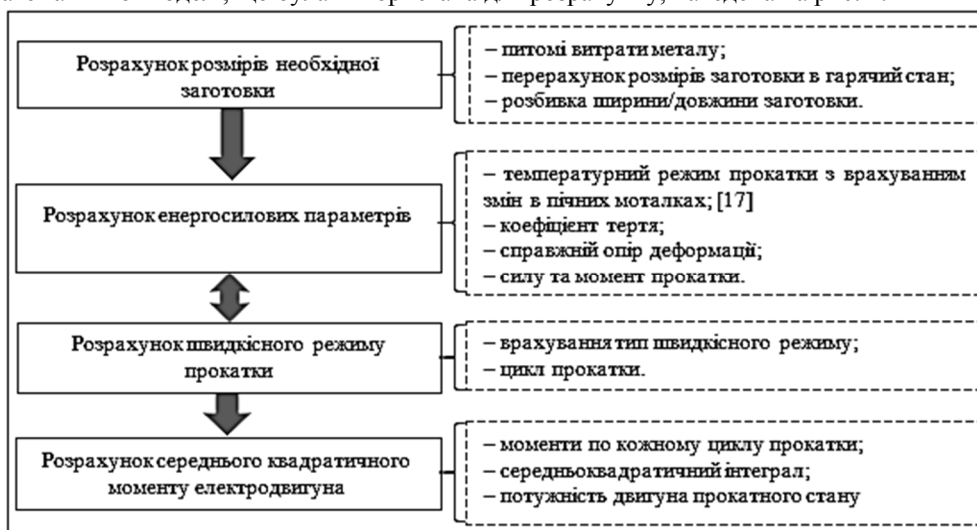 Розрахунок розмірів необхідної
заготовки
– питомі витрати металу;
– перерахунок розмірів заготовки в гарячий стан;
– розбивка ширини/довжини заготовки.
Розрахунок енергосилових параметрів
– температурний режим прокатки з врахуванням
змін в пічних моталках; [17]
– коефіцієнт тертя;
– справжній опір деформації;
– силу та момент прокатки.
Розрахунок швидкісного режиму
прокатки
– врахування тип швидкісного режиму;
– цикл прокатки.
Розрахунок середнього квадратичного
моменту електродвигуна
– моменти по кожному циклу прокатки;
– середньоквадратичний інтеграл;
– потужність двигуна прокатного стану